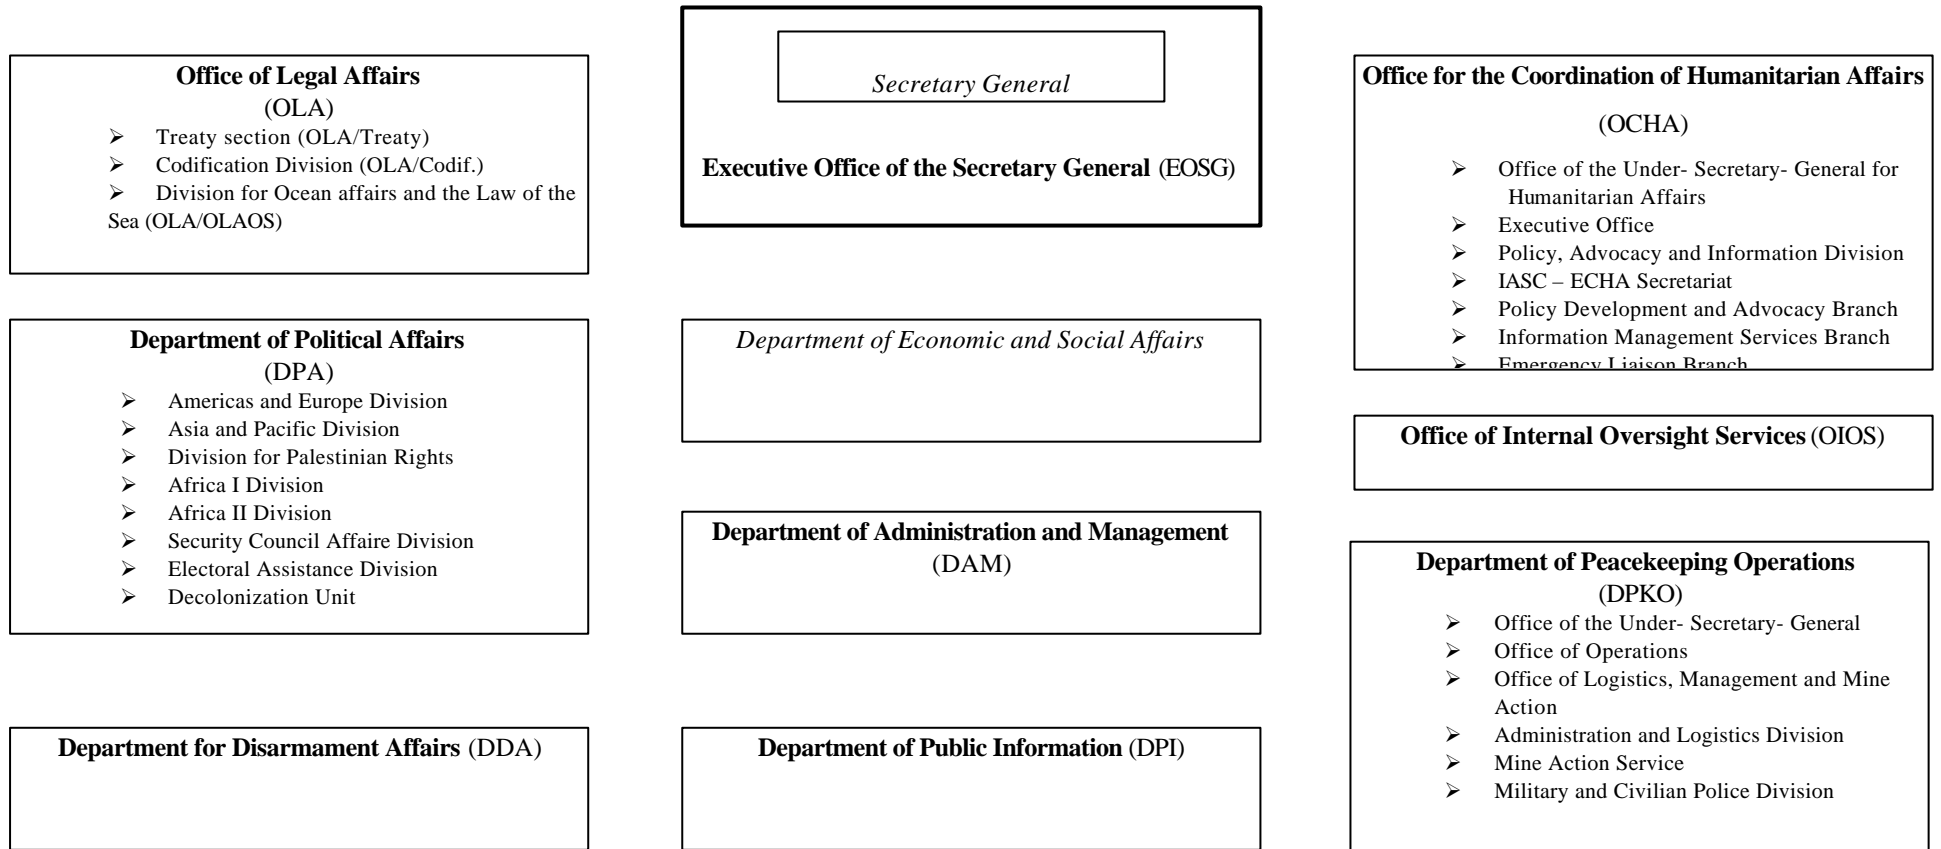 Office of Legal Affairs
(OLA)
➢ Treaty section (OLA/Treaty)
➢ Codification Division (OLA/Codif.)
➢ Division for Ocean affairs and the Law of the
Sea (OLA/OLAOS)
Secretary General
Executive Office of the Secretary General (EOSG)
Office for the Coordination of Humanitarian Affairs
(OCHA)
➢ Office of the Under- Secretary- General for
Humanitarian Affairs
➢ Executive Office
➢ Policy, Advocacy and Information Division
➢ IASC – ECHA Secretariat
➢ Policy Development and Advocacy Branch
➢ Information Management Services Branch
➢ Emergency Liaison Branch
Department of Political Affairs
(DPA)
➢ Americas and Europe Division
➢ Asia and Pacific Division
➢ Division for Palestinian Rights
➢ Africa I Division
➢ Africa II Division
➢ Security Council Affaire Division
➢ Electoral Assistance Division
➢ Decolonization Unit
Department of Economic and Social Affairs
Office of Internal Oversight Services (OIOS)
Department of Administration and Management
(DAM)
Department of Peacekeeping Operations
(DPKO)
➢ Office of the Under- Secretary- General
➢ Office of Operations
➢ Office of Logistics, Management and Mine
Action
➢ Administration and Logistics Division
➢ Mine Action Service
➢ Military and Civilian Police Division
Department for Disarmament Affairs (DDA)
Department of Public Information (DPI)